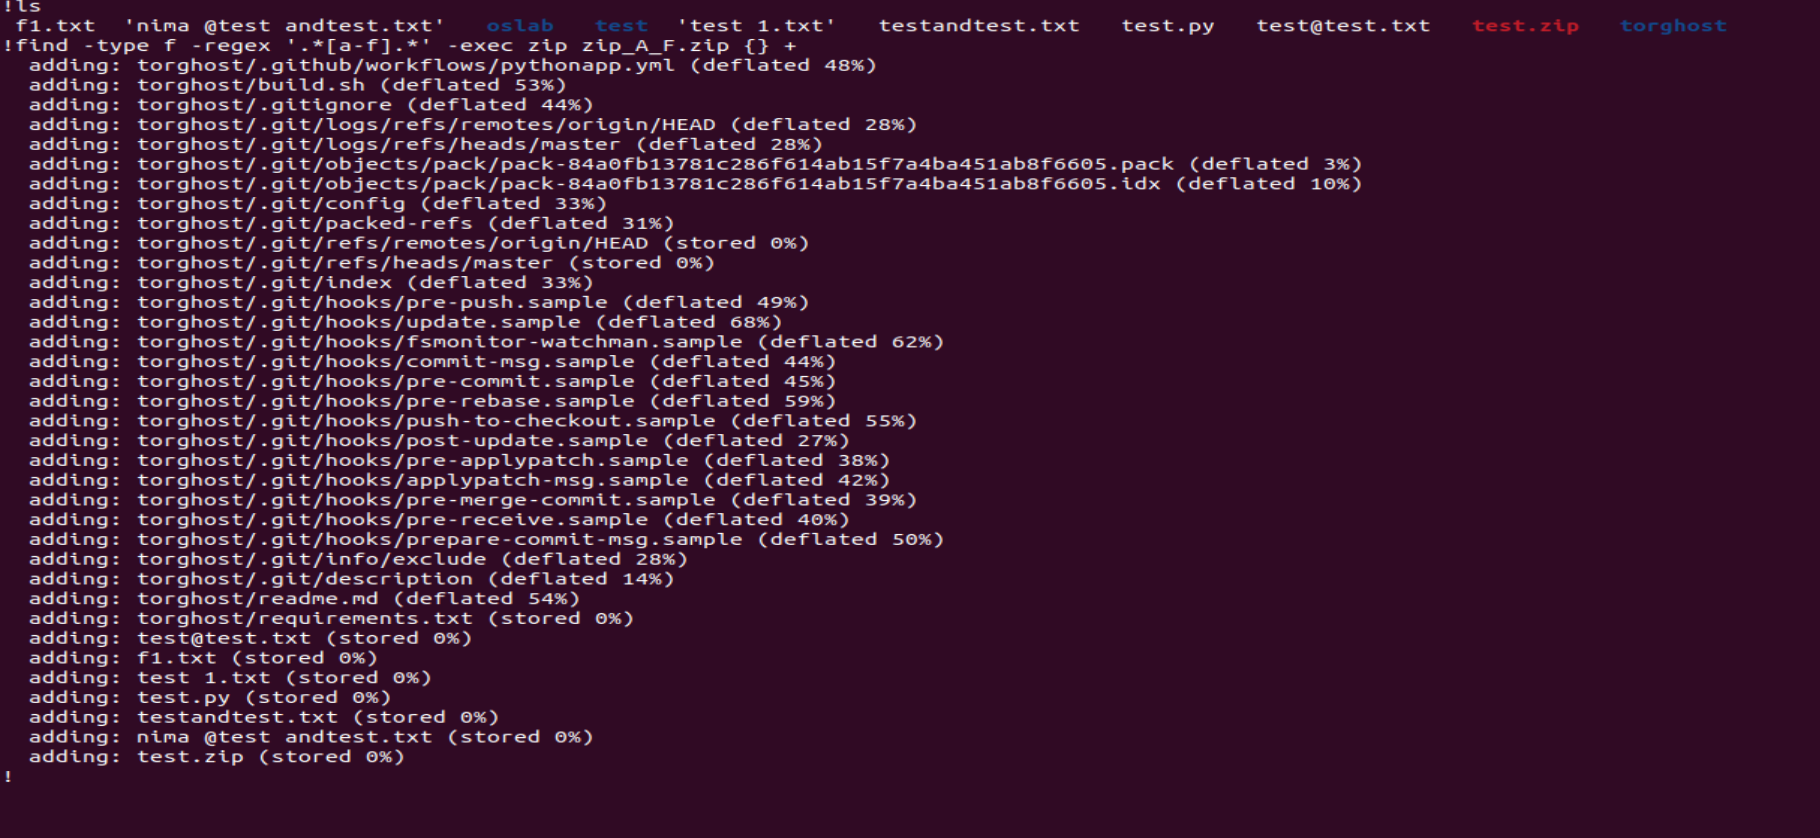 !ls
f1.txt  'nima @test andtest.txt'   oslab   test  'test 1.txt'   testandtest.txt   test.py   test@test.txt   test.zip   torghost
!find -type f -regex '.*[a-f].*' -exec zip zip_A_F.zip {} +
adding: torghost/.github/workflows/pythonapp.yml (deflated 48%)
adding: torghost/build.sh (deflated 53%)
adding: torghost/.gitignore (deflated 44%)
adding: torghost/.git/logs/refs/remotes/origin/HEAD (deflated 28%)
adding: torghost/.git/logs/refs/heads/master (deflated 28%)
adding: torghost/.git/objects/pack/pack-84a0fb13781c286f614ab15f7a4ba451ab8f6605.pack (deflated 3%)
adding: torghost/.git/objects/pack/pack-84a0fb13781c286f614ab15f7a4ba451ab8f6605.idx (deflated 10%)
adding: torghost/.git/config (deflated 33%)
adding: torghost/.git/packed-refs (deflated 31%)
adding: torghost/.git/refs/remotes/origin/HEAD (stored 0%)
adding: torghost/.git/refs/heads/master (stored 0%)
adding: torghost/.git/index (deflated 33%)
adding: torghost/.git/hooks/pre-push.sample (deflated 49%)
adding: torghost/.git/hooks/update.sample (deflated 68%)
adding: torghost/.git/hooks/fsmonitor-watchman.sample (deflated 62%)
adding: torghost/.git/hooks/commit-msg.sample (deflated 44%)
adding: torghost/.git/hooks/pre-commit.sample (deflated 45%)
adding: torghost/.git/hooks/pre-rebase.sample (deflated 59%)
adding: torghost/.git/hooks/push-to-checkout.sample (deflated 55%)
adding: torghost/.git/hooks/post-update.sample (deflated 27%)
adding: torghost/.git/hooks/pre-applypatch.sample (deflated 38%)
adding: torghost/.git/hooks/applypatch-msg.sample (deflated 42%)
adding: torghost/.git/hooks/pre-merge-commit.sample (deflated 39%)
adding: torghost/.git/hooks/pre-receive.sample (deflated 40%)
adding: torghost/.git/hooks/prepare-commit-msg.sample (deflated 50%)
adding: torghost/.git/info/exclude (deflated 28%)
adding: torghost/.git/description (deflated 14%)
adding: torghost/readme.md (deflated 54%)
adding: torghost/requirements.txt (stored 0%)
adding: test@test.txt (stored 0%)
adding: f1.txt (stored 0%)
adding: test 1.txt (stored 0%)
adding: test.py (stored 0%)
adding: testandtest.txt (stored 0%)
adding: nima @test andtest.txt (stored 0%)
adding: test.zip (stored 0%)
!